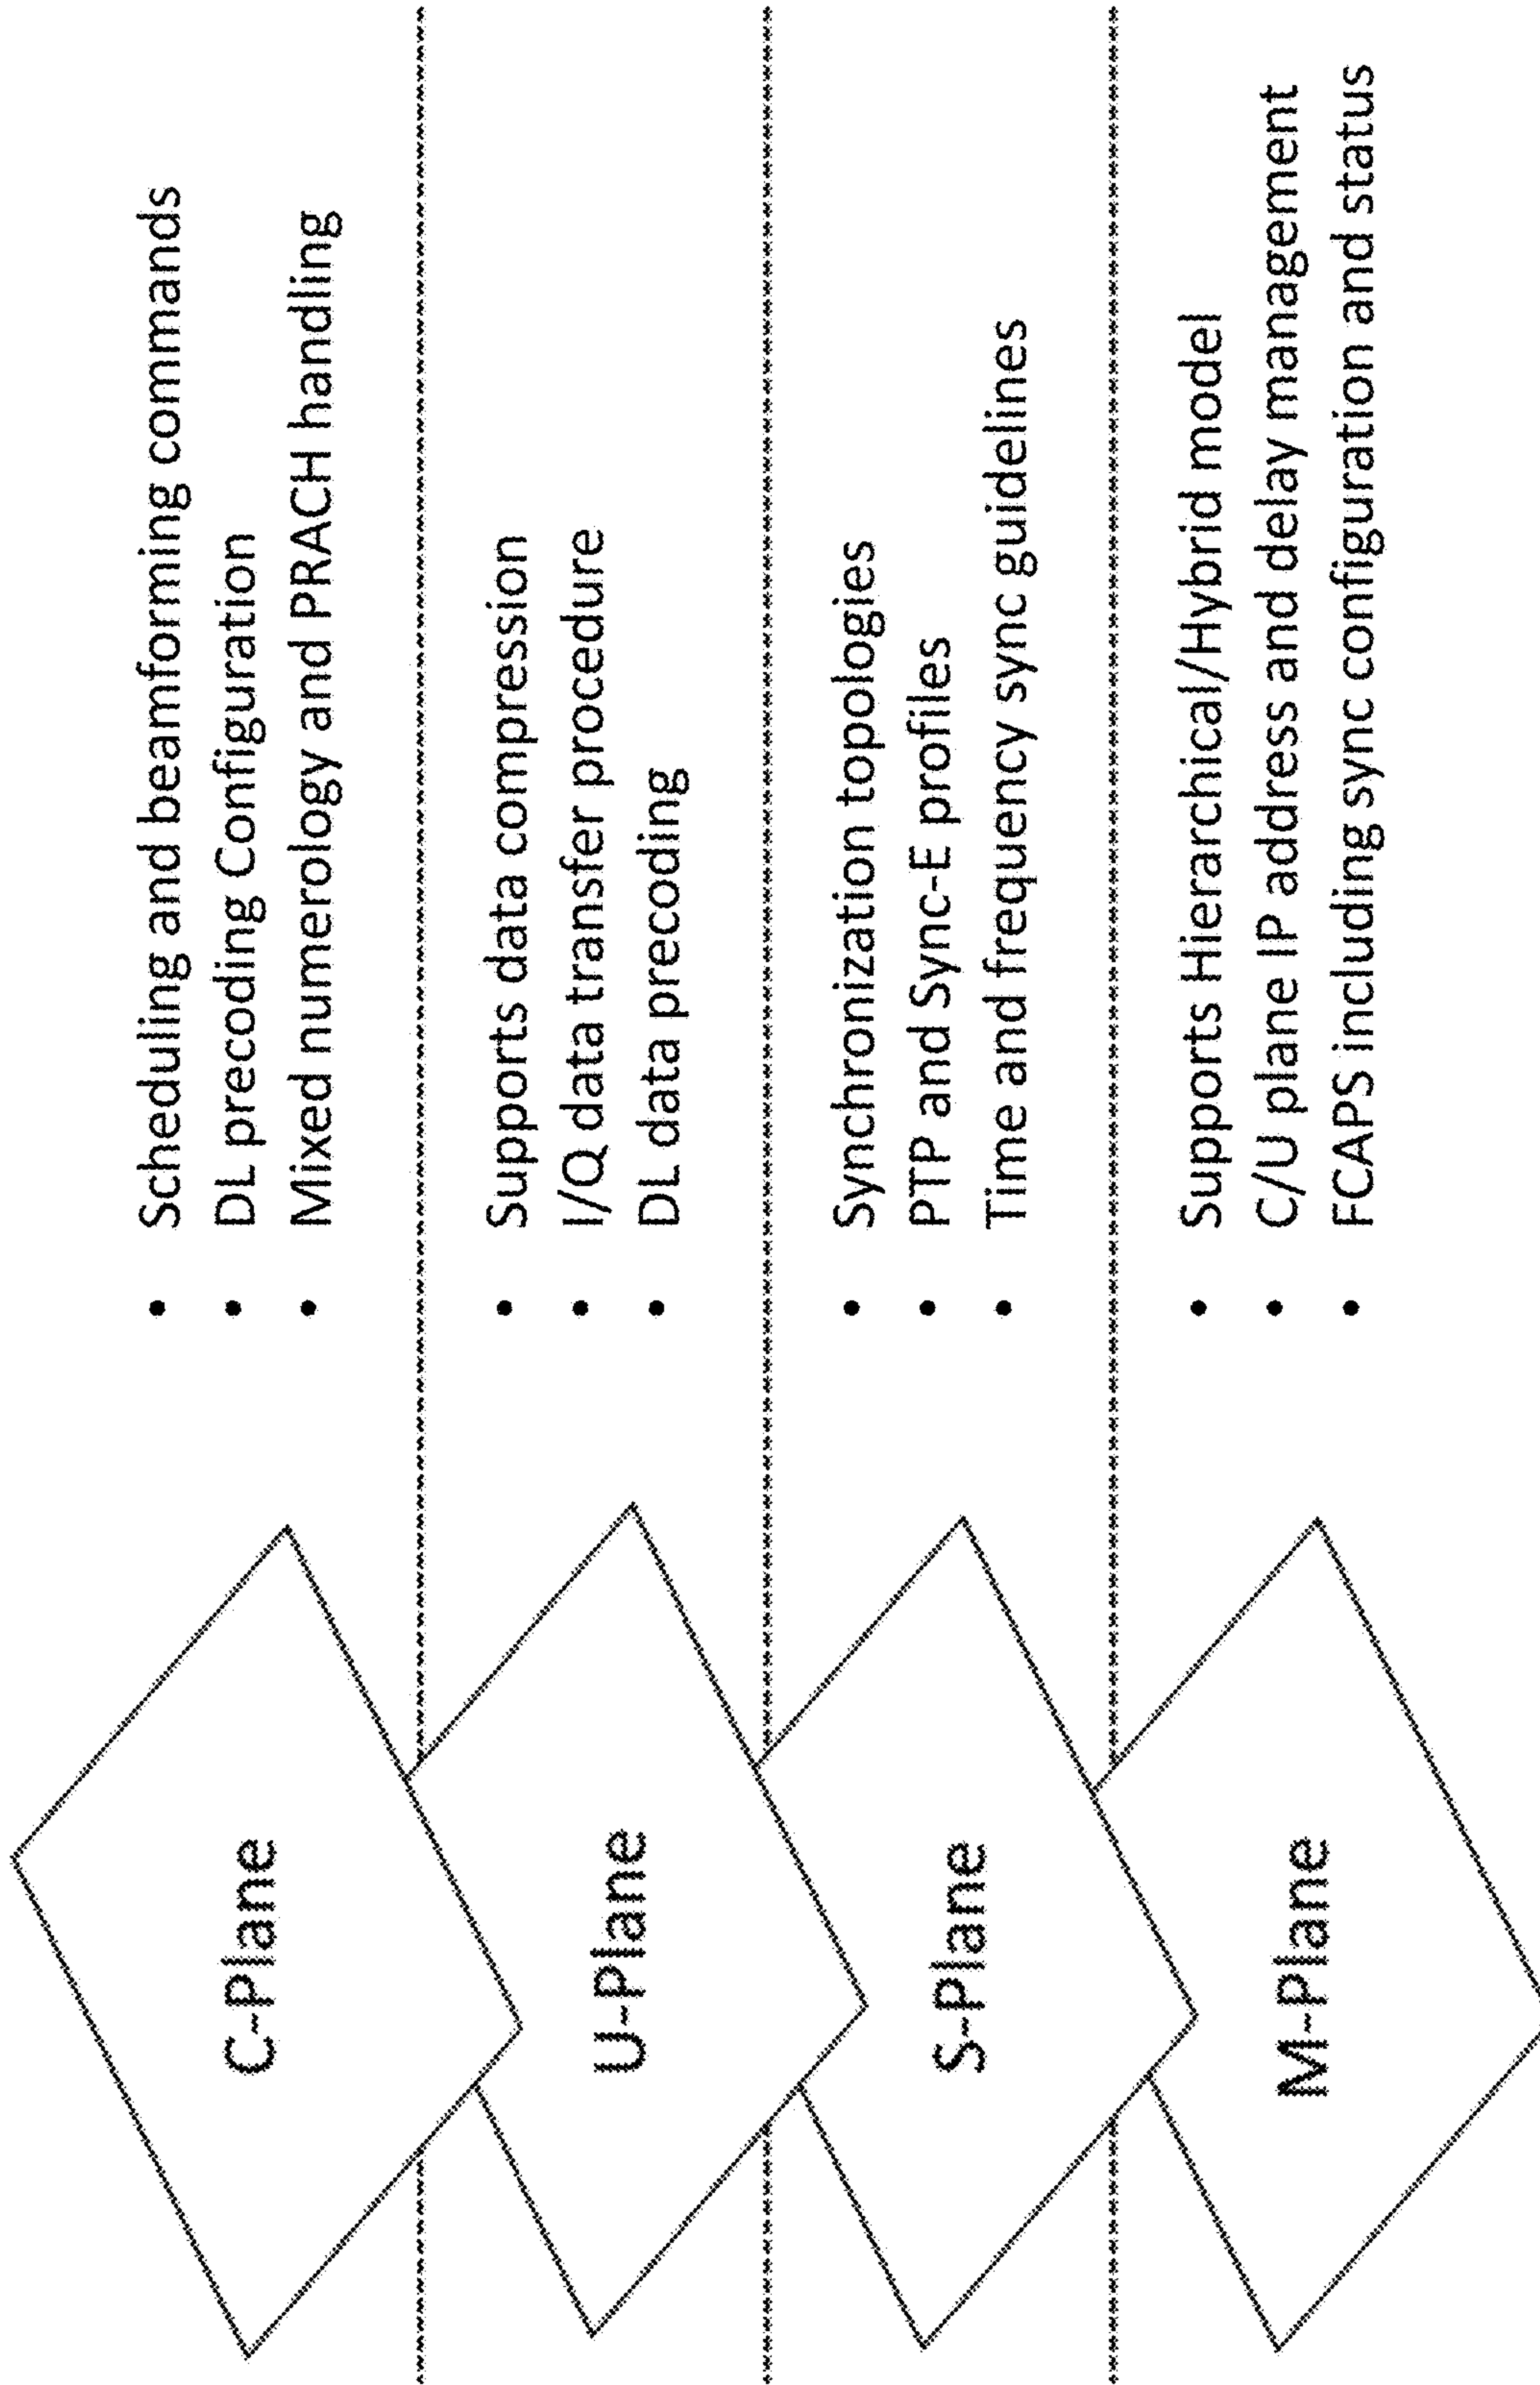 C-Plane
• Scheduling and beamforming commands
• DL precoding Configuration
• Mixed numerology and PRACH handling
U-Plane
• Supports data compression
• I/Q data transfer procedure
• DL data precoding
S-Plane
• Synchronization topologies
• PTP and Sync-E profiles
• Time and frequency sync guidelines
M-Plane
• Supports Hierarchical/Hybrid model
• C/U plane IP address and delay management
• FCAPS including sync configuration and status